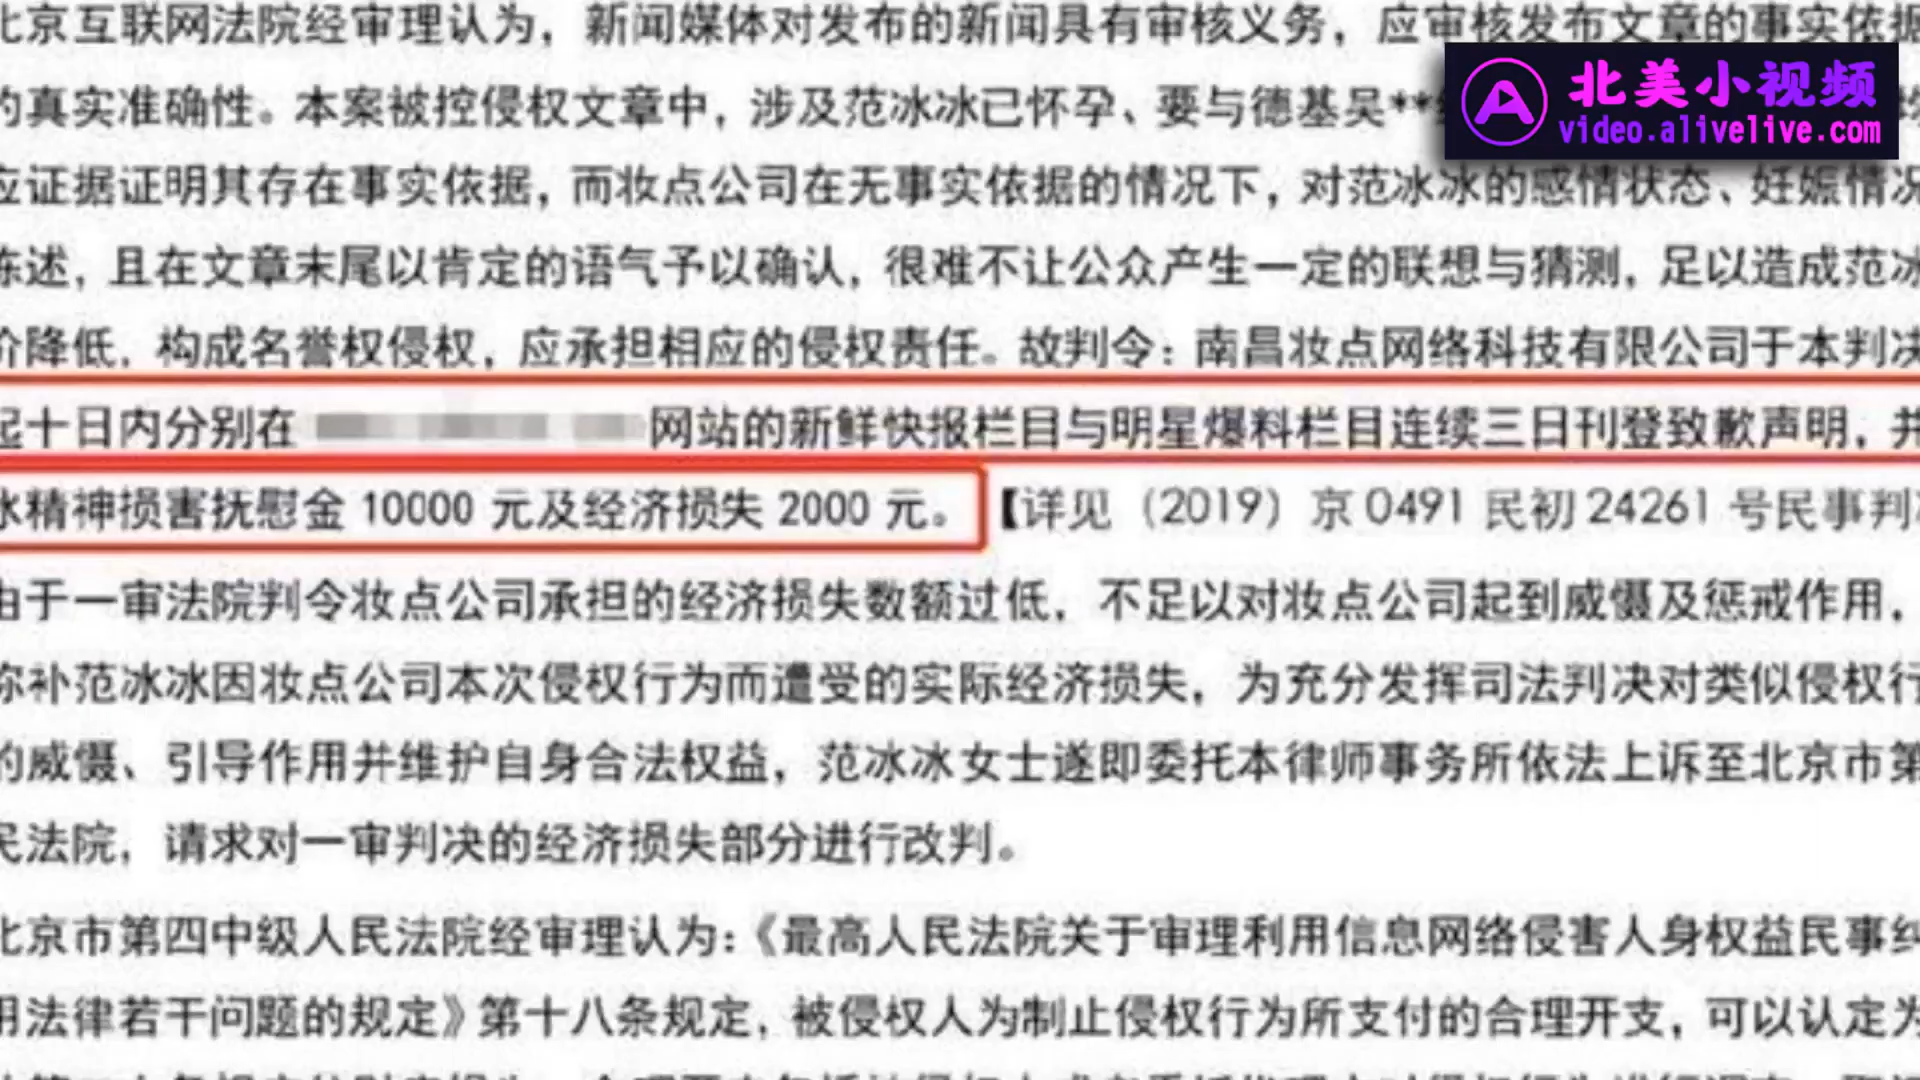 北京互联网法院经审理认为，新闻媒体对发布的新闻具有审核义务，应审核发布文章的事实依据
的真实准确性。本案被控侵权文章中，涉及范冰冰已怀孕、要与德基吴**
应证据证明其存在事实依据，而妆点公司在无事实依据的情况下，对范冰冰的感情状态、妊娠情况
陈述，且在文章末尾以肯定的语气予以确认，很难不让公众产生一定的联想与猜测，足以造成范冰
价降低，构成名誉权侵权，应承担相应的侵权责任。故判令：南昌妆点网络科技有限公司于本判决
起十日内分别在 网站的新鲜快报栏目与明星爆料栏目连续三日刊登致歉声明，并
冰精神损害抚慰金 10000 元及经济损失 2000 元。【详见（2019）京 0491 民初 24261 号民事判
由于一审法院判令妆点公司承担的经济损失数额过低，不足以对妆点公司起到威慑及惩戒作用，
弥补范冰冰因妆点公司本次侵权行为而遭受的实际经济损失，为充分发挥司法判决对类似侵权行
的威慑、引导作用并维护自身合法权益，范冰冰女士遂即委托本律师事务所依法上诉至北京市第
民法院，请求对一审判决的经济损失部分进行改判。
北京市第四中级人民法院经审理认为：《最高人民法院关于审理利用信息网络侵害人身权益民事纠
用法律若干问题的规定》第十八条规定，被侵权人为制止侵权行为所支付的合理开支，可以认定为
北美小视频
video.alivelive.com